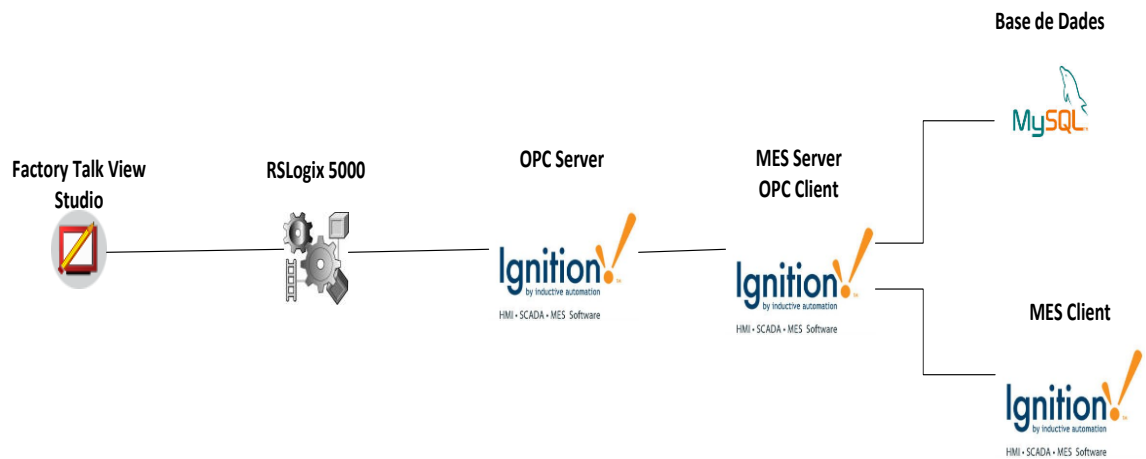 Base de Dades
MySQL
Factory Talk View
Studio
RSLogix 5000
OPC Server
MES Server
OPC Client
Ignition!
by inductive automation
HMI • SCADA • MES Software
Ignition!
by inductive automation
HMI • SCADA • MES Software
MES Client
Ignition!
by inductive automation
HMI • SCADA • MES Software